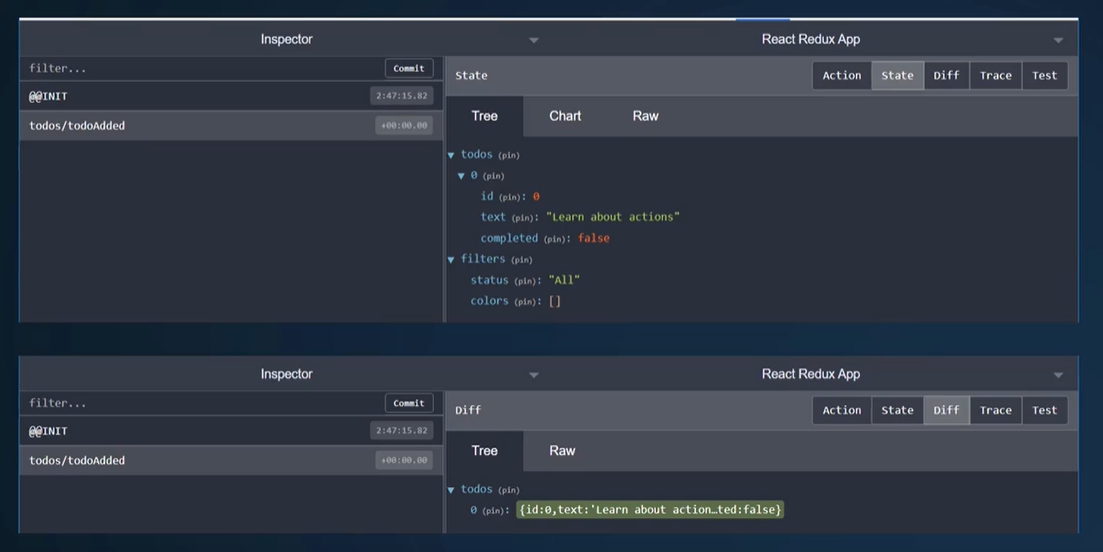 Inspector React Redux App
filter... Commit State Action State Diff Trace Test
@@INIT 2:47:15.82
todos/todoAdded +00:00.00 Tree Chart Raw
todos (pin)
0 (pin)
id (pin): 0
text (pin): "Learn about actions"
completed (pin): false
filters (pin)
status (pin): "All"
colors (pin): []
Inspector React Redux App
filter... Commit Diff Action State Diff Trace Test
@@INIT 2:47:15.82
todos/todoAdded +00:00.00 Tree Raw
todos (pin)
0 (pin): {id:0,text:'Learn about action…ted:false}